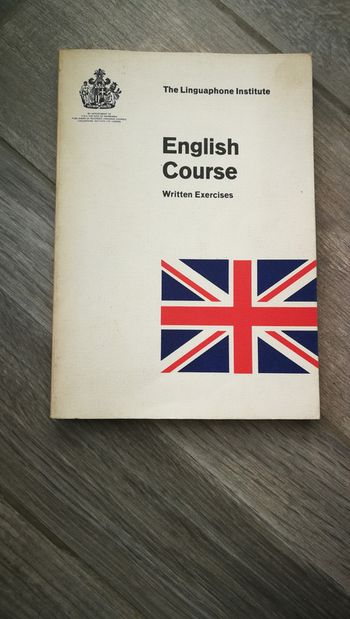 The Linguaphone Institute
English
Course
Written Exercises